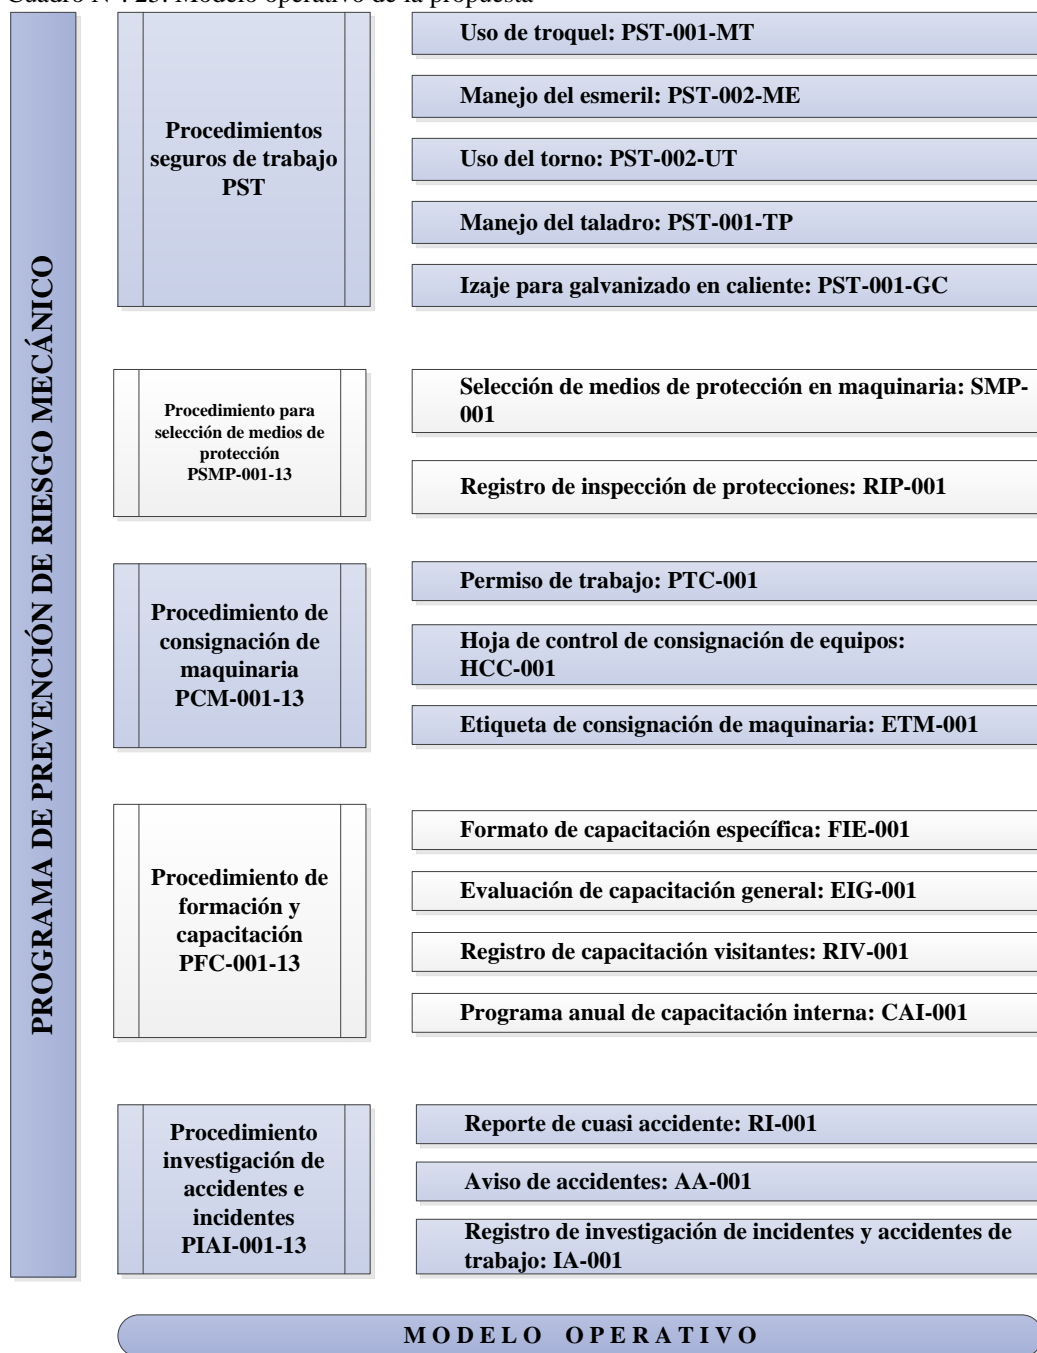 Cuadro Nº. 23. Modelo operativo de la propuesta
PROGRAMA DE PREVENCIÓN DE RIESGO MECÁNICO
Procedimientos
seguros de trabajo
PST
Uso de troquel: PST-001-MT
Manejo del esmeril: PST-002-ME
Uso del torno: PST-002-UT
Manejo del taladro: PST-001-TP
Izaje para galvanizado en caliente: PST-001-GC
Procedimiento para
selección de medios de
protección
PSMP-001-13
Selección de medios de protección en maquinaria: SMP-
001
Registro de inspección de protecciones: RIP-001
Procedimiento de
consignación de
maquinaria
PCM-001-13
Permiso de trabajo: PTC-001
Hoja de control de consignación de equipos:
HCC-001
Etiqueta de consignación de maquinaria: ETM-001
Procedimiento de
formación y
capacitación
PFC-001-13
Formato de capacitación específica: FIE-001
Evaluación de capacitación general: EIG-001
Registro de capacitación visitantes: RIV-001
Programa anual de capacitación interna: CAI-001
Procedimiento
investigación de
accidentes e
incidentes
PIAI-001-13
Reporte de cuasi accidente: RI-001
Aviso de accidentes: AA-001
Registro de investigación de incidentes y accidentes de
trabajo: IA-001
MODELO OPERATIVO